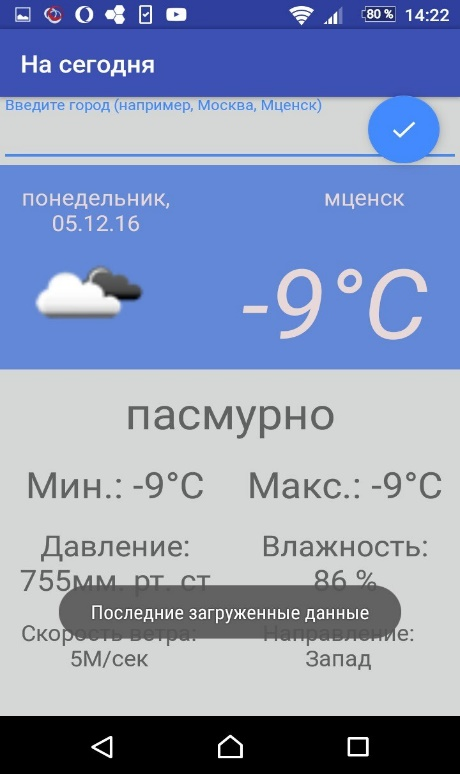 80 % 14:22
На сегодня
Введите город (например, Москва, Мценск)
понедельник, мценск
05.12.16
-9°C
пасмурно
Мин.: -9°C Макс.: -9°C
Давление: Влажность:
755мм. рт. ст 86 %
Последние загруженные данные
Скорость ветра: Направление:
5М/сек Запад